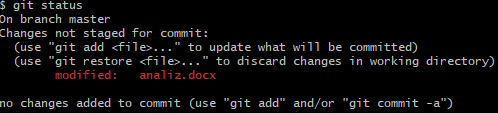 $ git status
On branch master
Changes not staged for commit:
  (use "git add <file>..." to update what will be committed)
  (use "git restore <file>..." to discard changes in working directory)
        modified:   analiz.docx

no changes added to commit (use "git add" and/or "git commit -a")